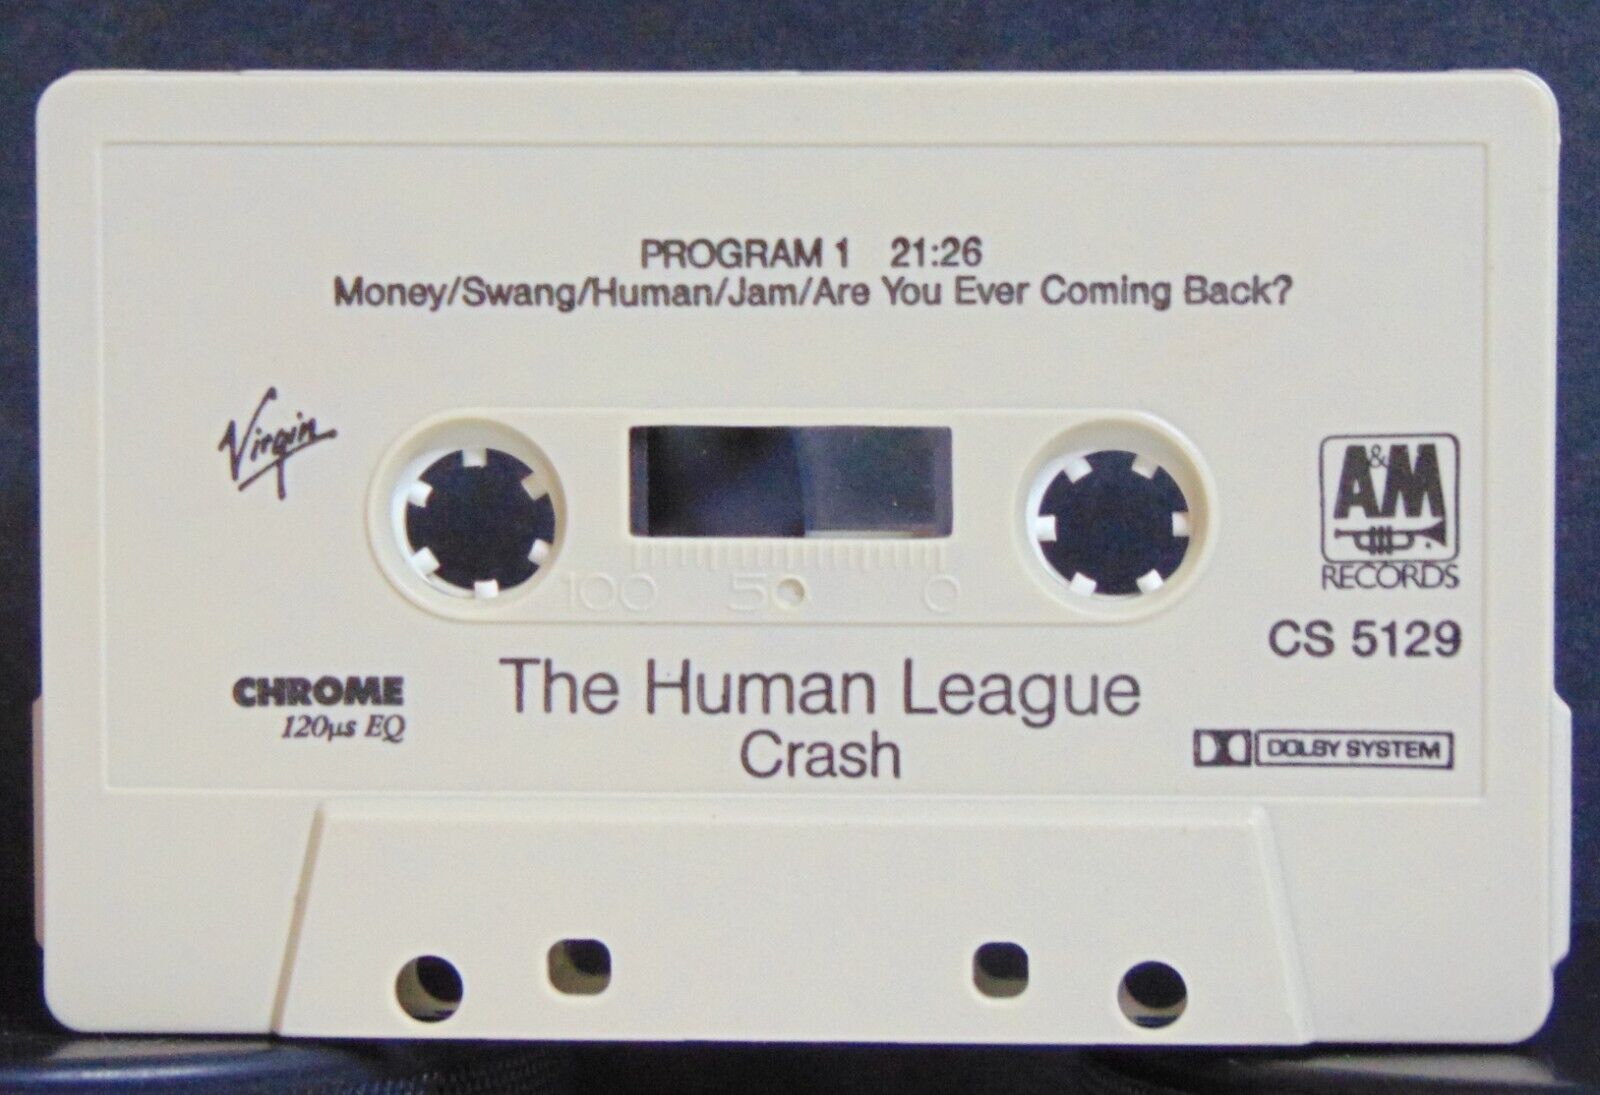 PROGRAM 1 21:26
Money/Swang/Human/Jam/Are You Ever Coming Back?
Virgin
A&M
RECORDS
100 50 0
CS 5129
CHROME
120µs EQ
The Human League
Crash
DOLBY SYSTEM